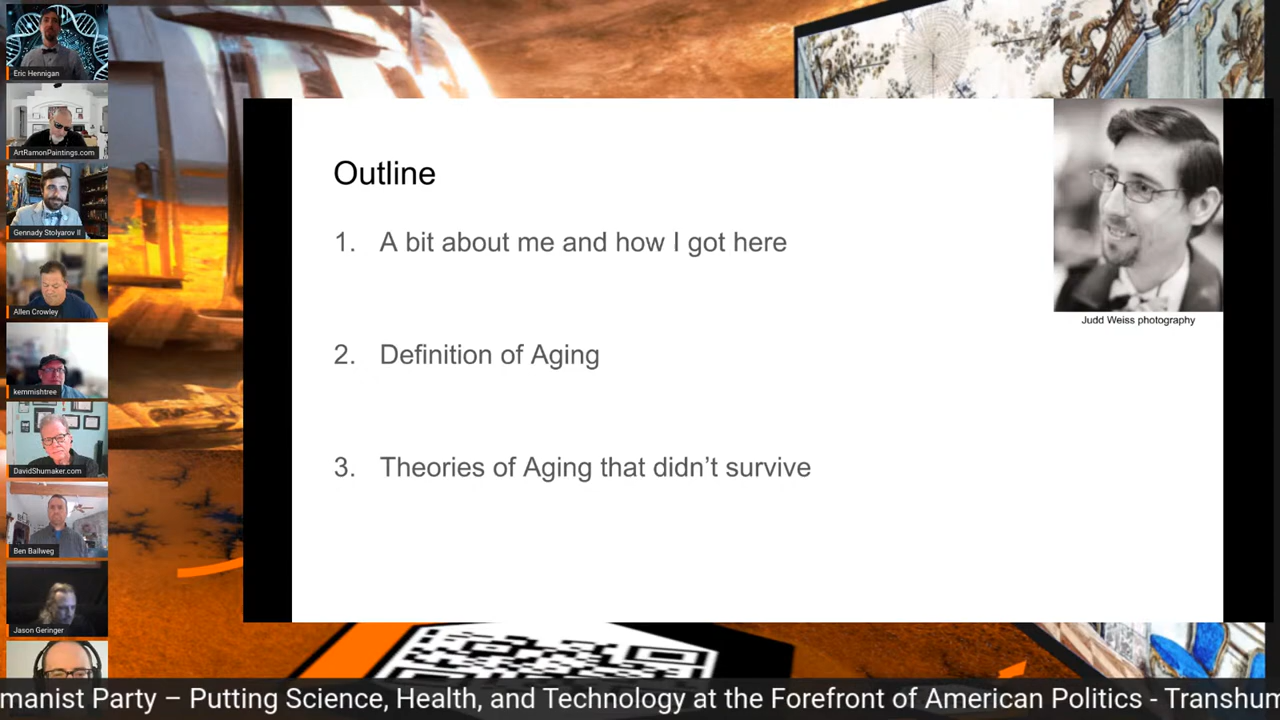 Eric Hennigan
ArtRamonPaintings.com
Gennady Stolyarov II
Allen Crowley
kemmishtree
DavidShumaker.com
Ben Ballweg
Jason Geringer
Outline
1. A bit about me and how I got here
2. Definition of Aging
3. Theories of Aging that didn’t survive
Judd Weiss photography
manist Party – Putting Science, Health, and Technology at the Forefront of American Politics - Transhum